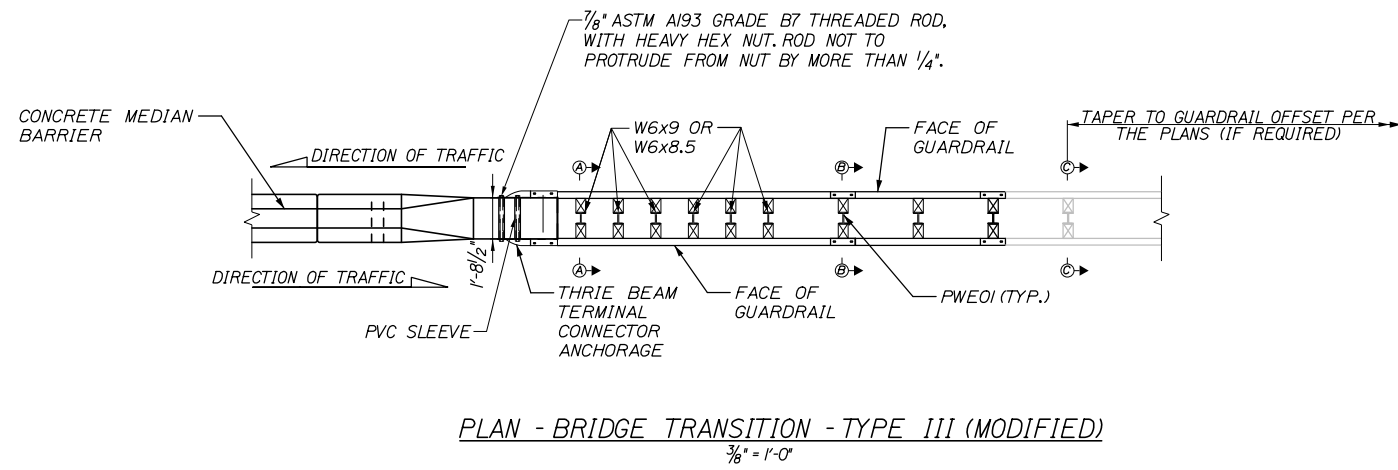 ⅞" ASTM A193 GRADE B7 THREADED ROD,
WITH HEAVY HEX NUT. ROD NOT TO
PROTRUDE FROM NUT BY MORE THAN ¼".
CONCRETE MEDIAN
BARRIER
DIRECTION OF TRAFFIC
W6x9 OR
W6x8.5
FACE OF
GUARDRAIL
TAPER TO GUARDRAIL OFFSET PER
THE PLANS (IF REQUIRED)
A
B
C
1'-8½"
A
B
C
DIRECTION OF TRAFFIC
PVC SLEEVE
THRIE BEAM
TERMINAL
CONNECTOR
ANCHORAGE
FACE OF
GUARDRAIL
PWE01 (TYP.)
PLAN - BRIDGE TRANSITION - TYPE III (MODIFIED)
⅜" = 1'-0"